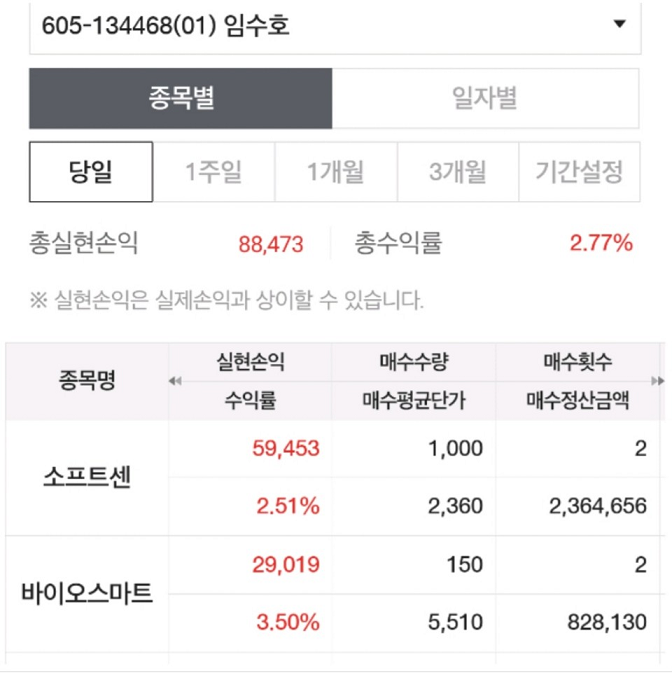 605-134468(01) 임수호
종목별 일자별
당일 1주일 1개월 3개월 기간설정
총실현손익 88,473 총수익률 2.77%
※ 실현손익은 실제손익과 상이할 수 있습니다.
종목명 실현손익 매수수량 매수횟수
수익률 매수평균단가 매수정산금액
소프트센 59,453 1,000 2
2.51% 2,360 2,364,656
바이오스마트 29,019 150 2
3.50% 5,510 828,130